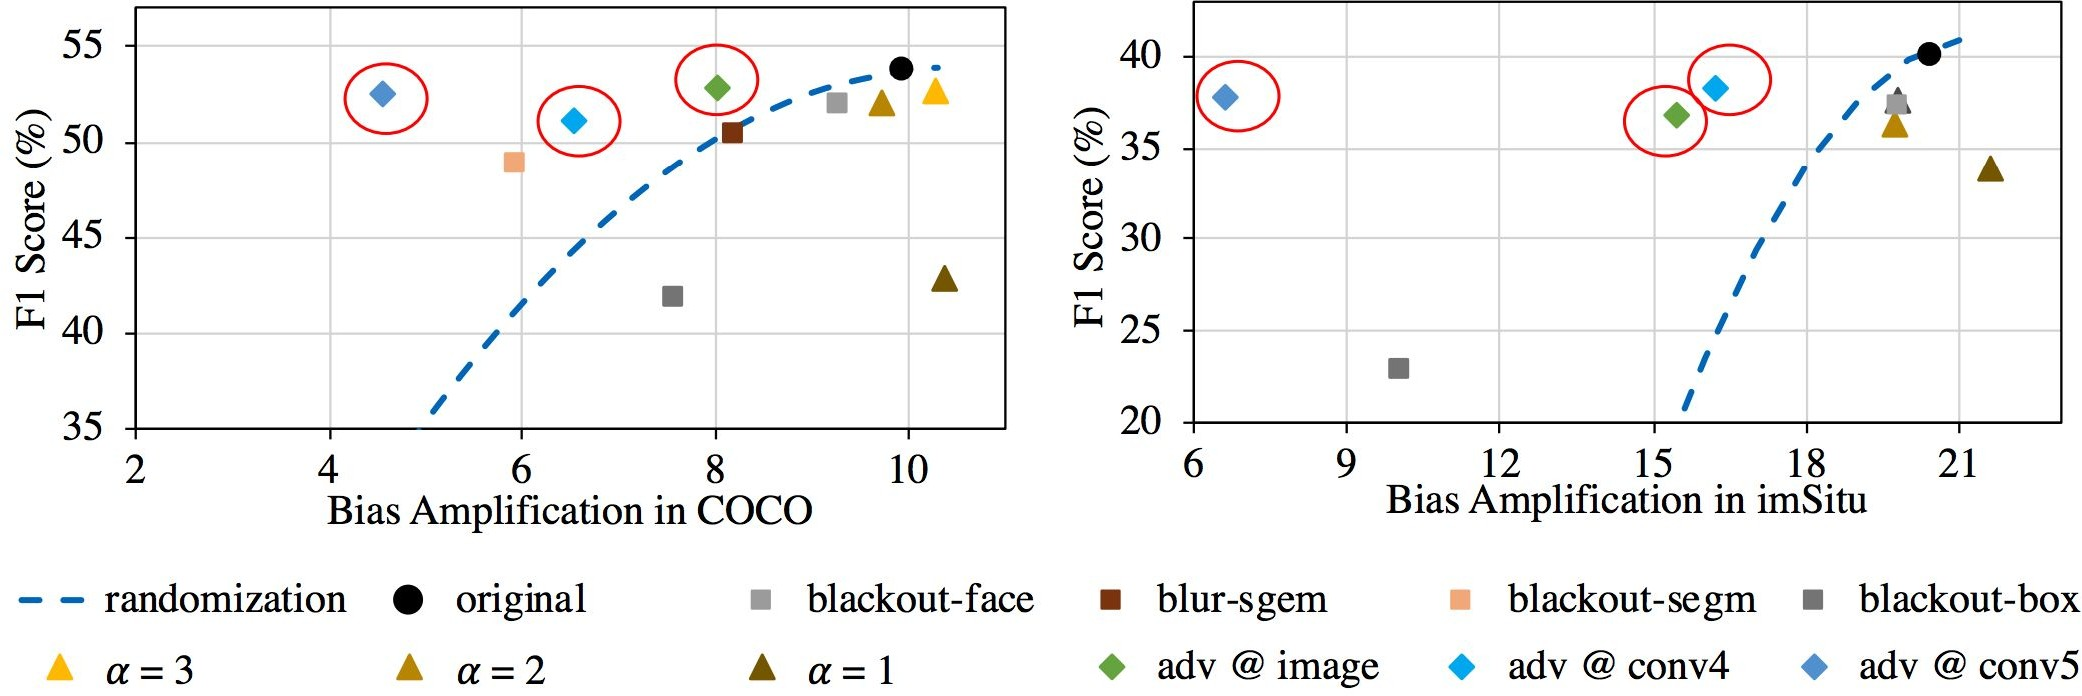 55
50
45
40
35
F1 Score (%)
2 4 6 8 10
Bias Amplification in COCO
40
35
30
25
20
F1 Score (%)
6 9 12 15 18 21
Bias Amplification in imSitu
randomization original blackout-face blur-sgem blackout-segm blackout-box
α = 3 α = 2 α = 1 adv @ image adv @ conv4 adv @ conv5